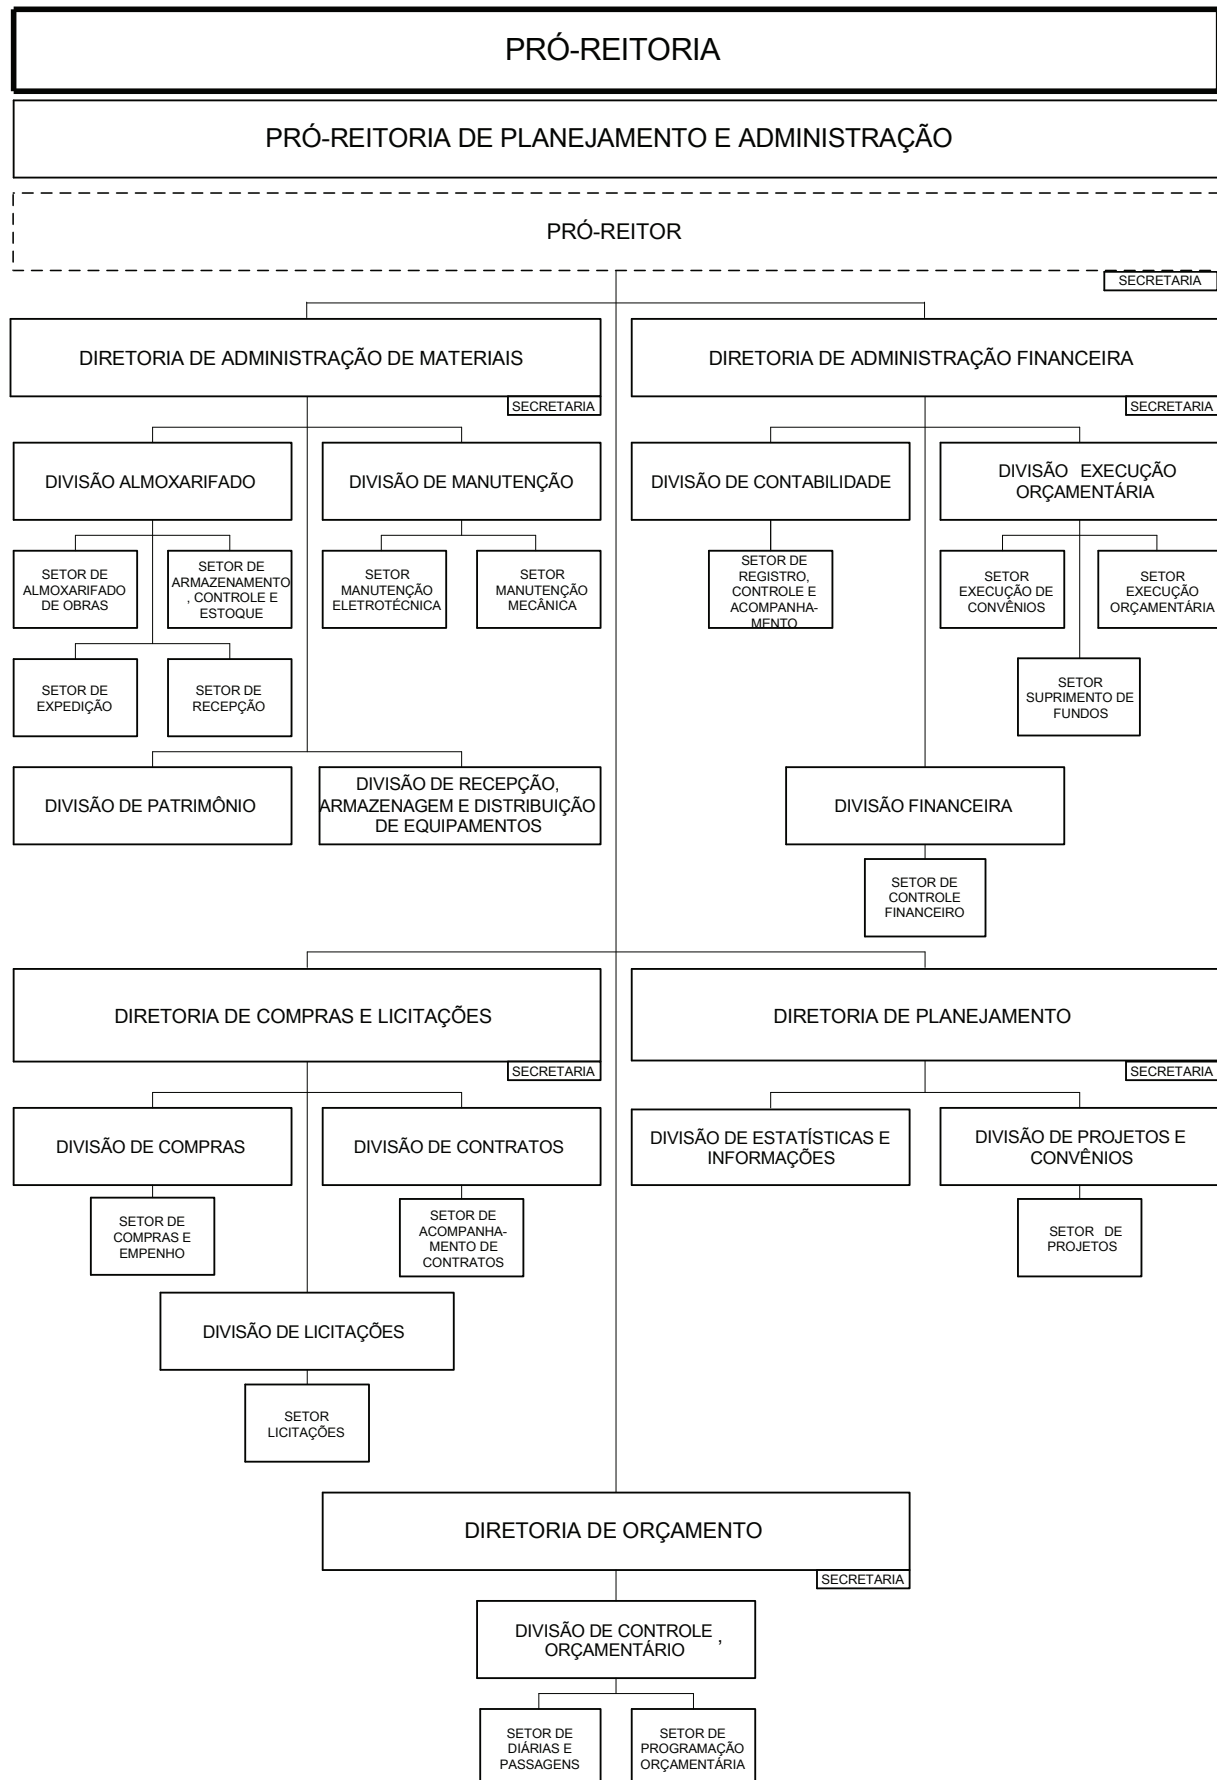 PRÓ-REITORIA
PRÓ-REITORIA DE PLANEJAMENTO E ADMINISTRAÇÃO
PRÓ-REITOR
SECRETARIA
DIRETORIA DE ADMINISTRAÇÃO DE MATERIAIS
SECRETARIA
DIRETORIA DE ADMINISTRAÇÃO FINANCEIRA
SECRETARIA
DIVISÃO ALMOXARIFADO
DIVISÃO DE MANUTENÇÃO
DIVISÃO DE CONTABILIDADE
DIVISÃO EXECUÇÃO
ORÇAMENTÁRIA
SETOR DE
ALMOXARIFADO
DE OBRAS
SETOR DE
ARMAZENAMENTO
, CONTROLE E
ESTOQUE
SETOR
MANUTENÇÃO
ELETROTÉCNICA
SETOR
MANUTENÇÃO
MECÂNICA
SETOR DE
REGISTRO,
CONTROLE E
ACOMPANHA-
MENTO
SETOR
EXECUÇÃO DE
CONVÊNIOS
SETOR
EXECUÇÃO
ORÇAMENTÁRIA
SETOR DE
EXPEDIÇÃO
SETOR DE
RECEPÇÃO
SETOR
SUPRIMENTO DE
FUNDOS
DIVISÃO DE PATRIMÔNIO
DIVISÃO DE RECEPÇÃO,
ARMAZENAGEM E DISTRIBUIÇÃO
DE EQUIPAMENTOS
DIVISÃO FINANCEIRA
SETOR DE
CONTROLE
FINANCEIRO
DIRETORIA DE COMPRAS E LICITAÇÕES
SECRETARIA
DIRETORIA DE PLANEJAMENTO
SECRETARIA
DIVISÃO DE COMPRAS
DIVISÃO DE CONTRATOS
DIVISÃO DE ESTATÍSTICAS E
INFORMAÇÕES
DIVISÃO DE PROJETOS E
CONVÊNIOS
SETOR DE
COMPRAS E
EMPENHO
SETOR DE
ACOMPANHA-
MENTO DE
CONTRATOS
SETOR DE
PROJETOS
DIVISÃO DE LICITAÇÕES
SETOR
LICITAÇÕES
DIRETORIA DE ORÇAMENTO
SECRETARIA
DIVISÃO DE CONTROLE ,
ORÇAMENTÁRIO
SETOR DE
DIÁRIAS E
PASSAGENS
SETOR DE
PROGRAMAÇÃO
ORÇAMENTÁRIA